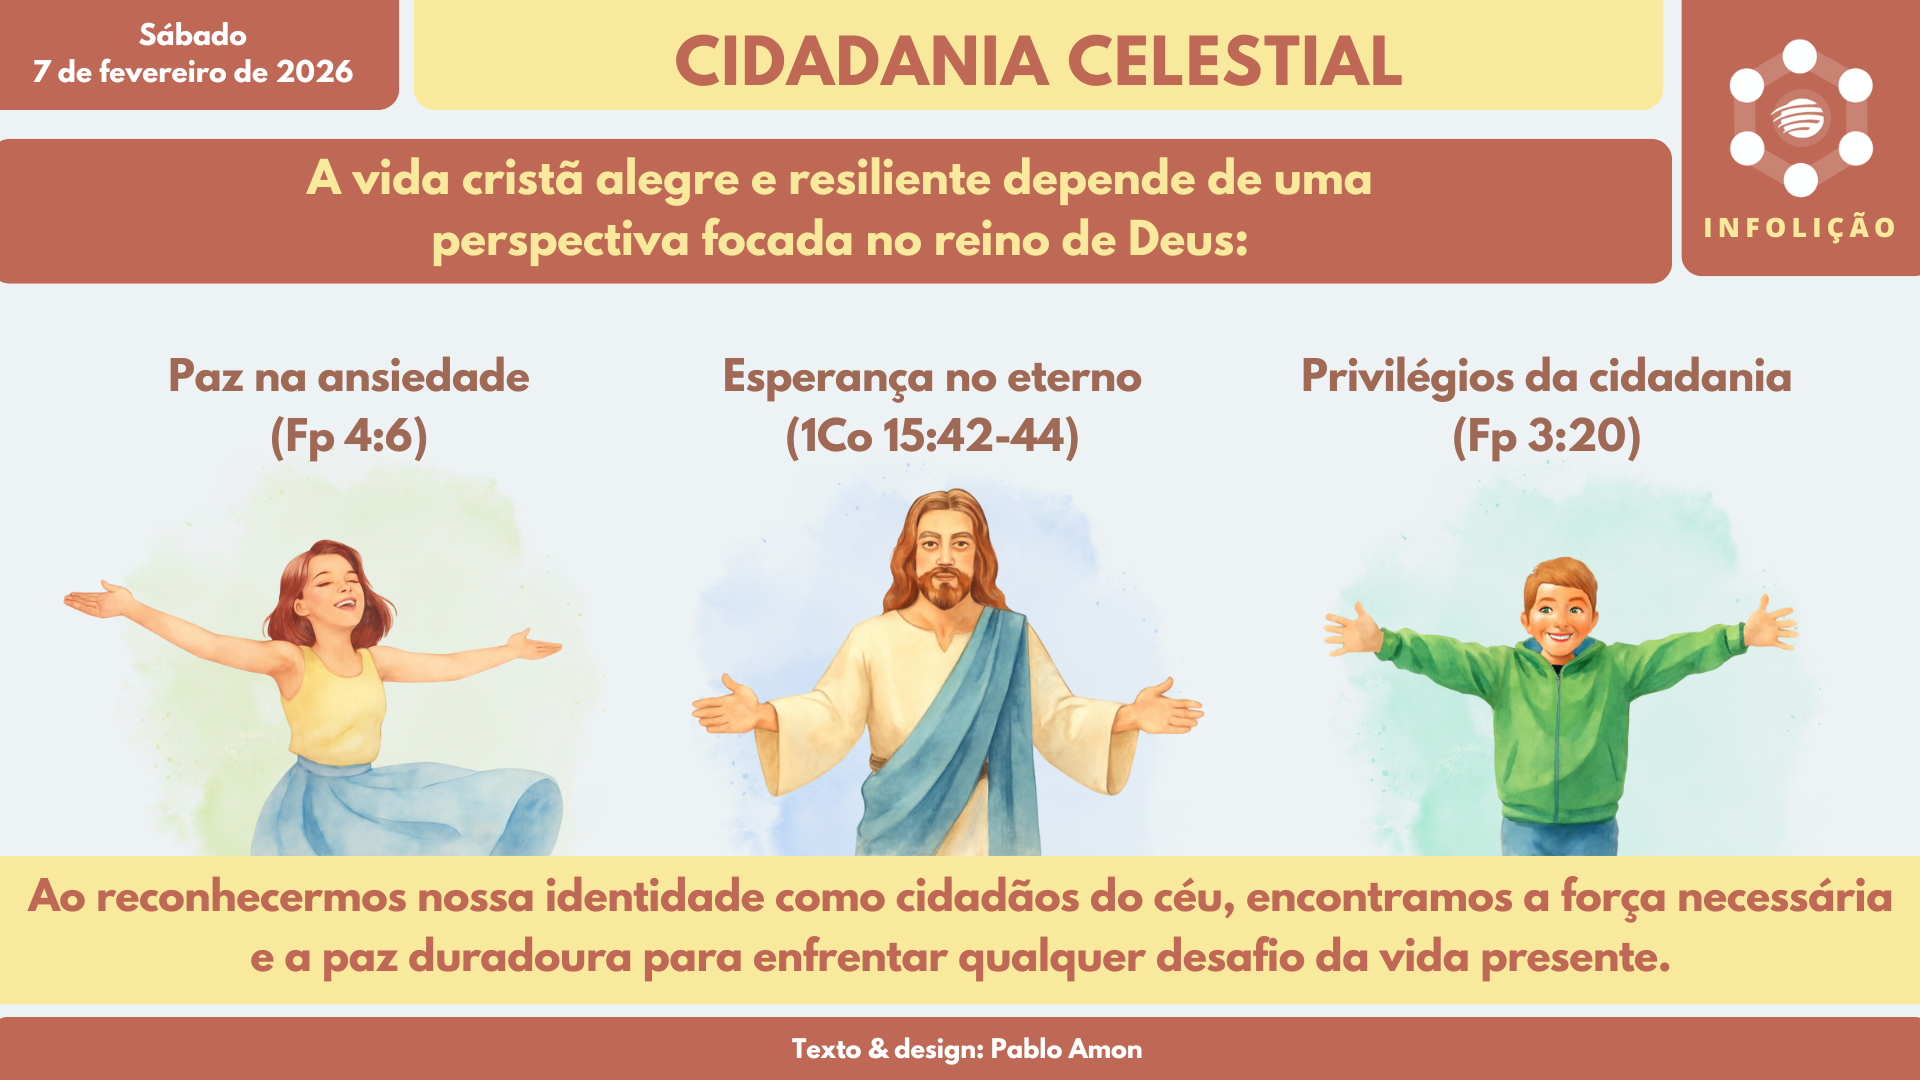 Sábado
7 de fevereiro de 2026
CIDADANIA CELESTIAL
INFOLIÇÃO
A vida cristã alegre e resiliente depende de uma
perspectiva focada no reino de Deus:
Paz na ansiedade
(Fp 4:6)
Esperança no eterno
(1Co 15:42-44)
Privilégios da cidadania
(Fp 3:20)
Ao reconhecermos nossa identidade como cidadãos do céu, encontramos a força necessária
e a paz duradoura para enfrentar qualquer desafio da vida presente.
Texto & design: Pablo Amon